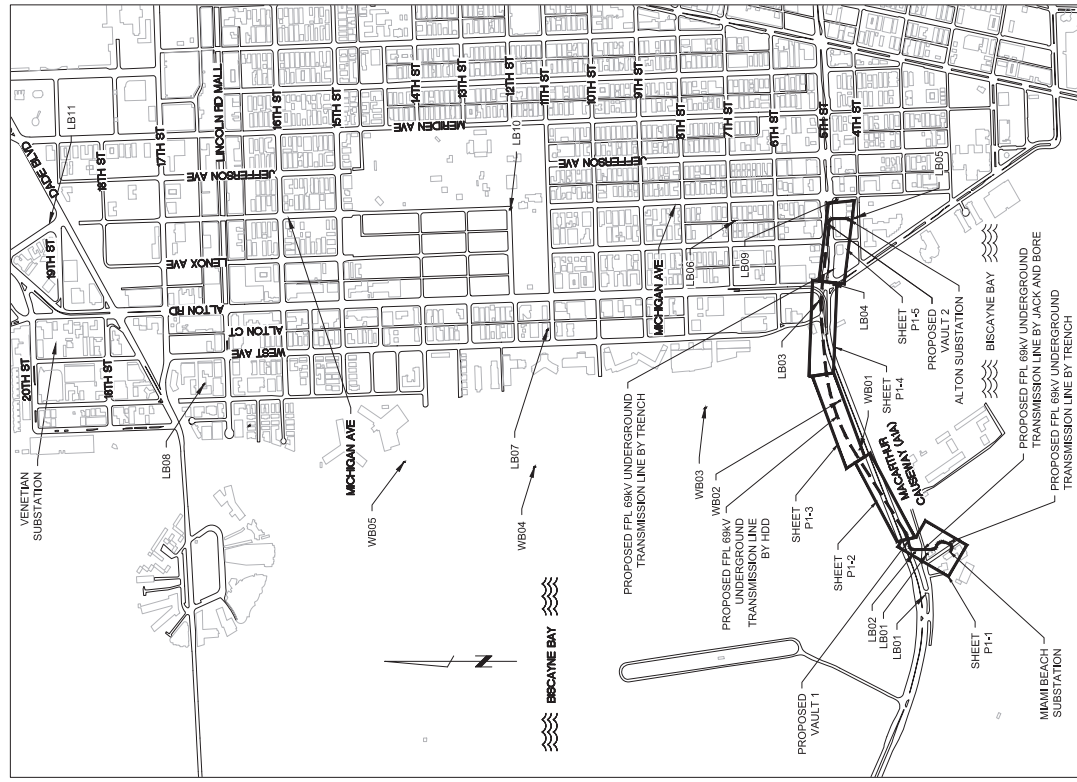 DADE BLVD
LB11
19TH ST
18TH ST
17TH ST
LINCOLN RD MALL
16TH ST
15TH ST
14TH ST
13TH ST
12TH ST
11TH ST
10TH ST
9TH ST
8TH ST
7TH ST
6TH ST
5TH ST
4TH ST
MERIDEN AVE
LB10
JEFFERSON AVE
JEFFERSON AVE
LENOX AVE
MICHIGAN AVE
LB06
LB09
LB05
ALTON RD
ALTON CT
WEST AVE
20TH ST
18TH ST
VENETIAN
SUBSTATION
LB08
MICHIGAN AVE
WB05
LB07
WB04
PROPOSED FPL 69kV UNDERGROUND
TRANSMISSION LINE BY TRENCH
WB03
LB03
LB04
SHEET
P1-5
PROPOSED
VAULT 2
ALTON SUBSTATION
BISCAYNE BAY
SHEET
P1-4
WB01
WB02
PROPOSED FPL 69kV
UNDERGROUND
TRANSMISSION LINE
BY HDD
SHEET
P1-3
MACARTHUR
CAUSEWAY (A1A)
SHEET
P1-2
PROPOSED FPL 69kV UNDERGROUND
TRANSMISSION LINE BY JACK AND BORE
PROPOSED FPL 69kV UNDERGROUND
TRANSMISSION LINE BY TRENCH
N
BISCAYNE BAY
PROPOSED
VAULT 1
LB02
LB01
LB01
SHEET
P1-1
MIAMI BEACH
SUBSTATION